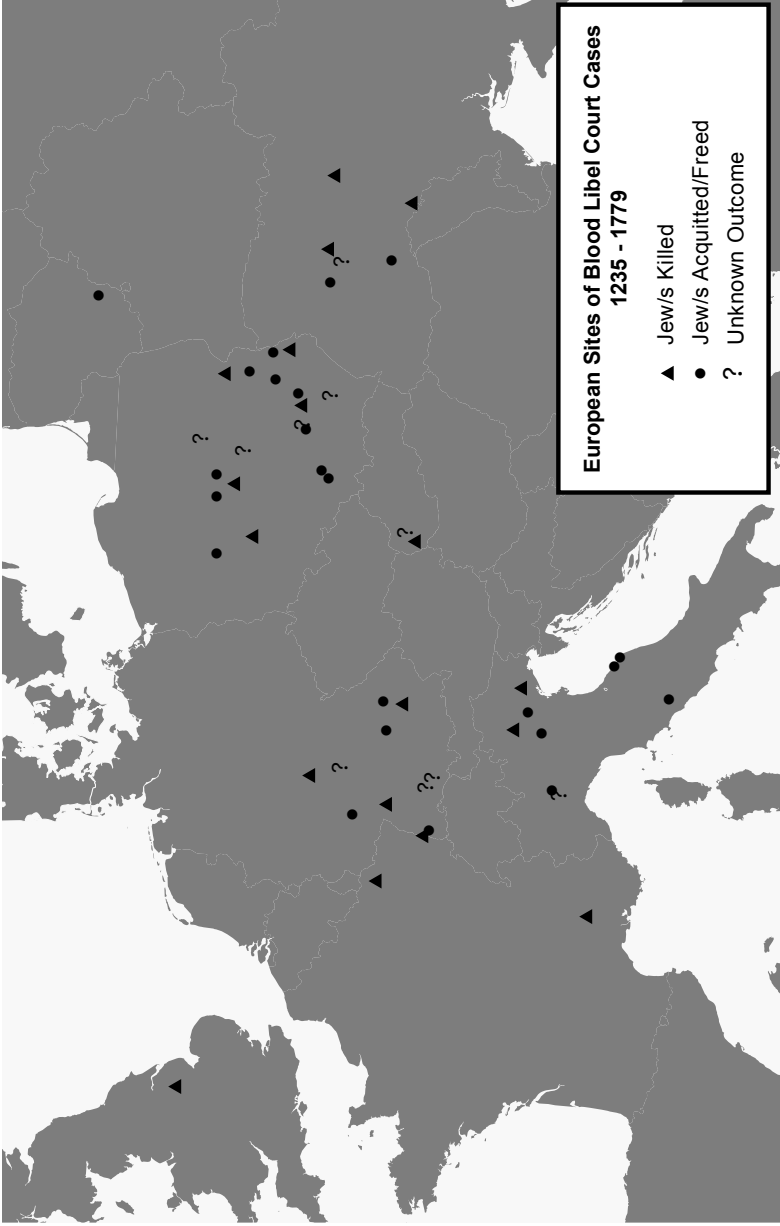 European Sites of Blood Libel Court Cases
1235 - 1779
Jew/s Killed
Jew/s Acquitted/Freed
? Unknown Outcome